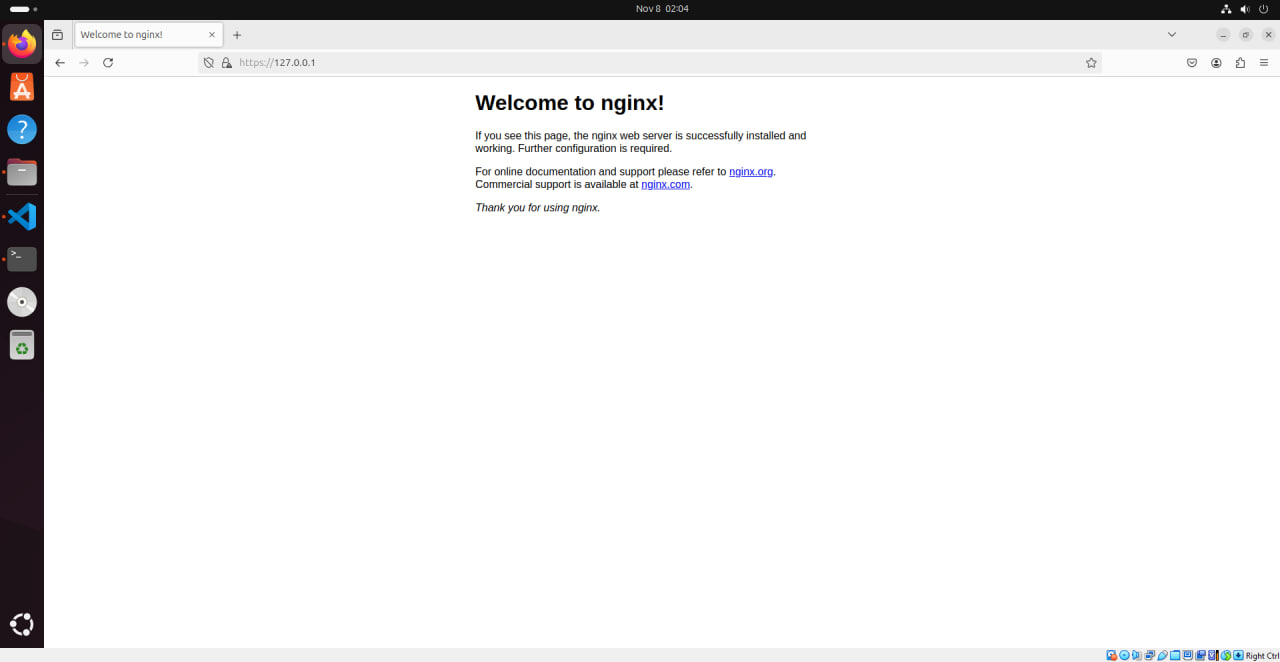 Nov 8 02:04
Welcome to nginx!
https://127.0.0.1
Welcome to nginx!
If you see this page, the nginx web server is successfully installed and
working. Further configuration is required.
For online documentation and support please refer to nginx.org.
Commercial support is available at nginx.com.
Thank you for using nginx.
Right Ctrl